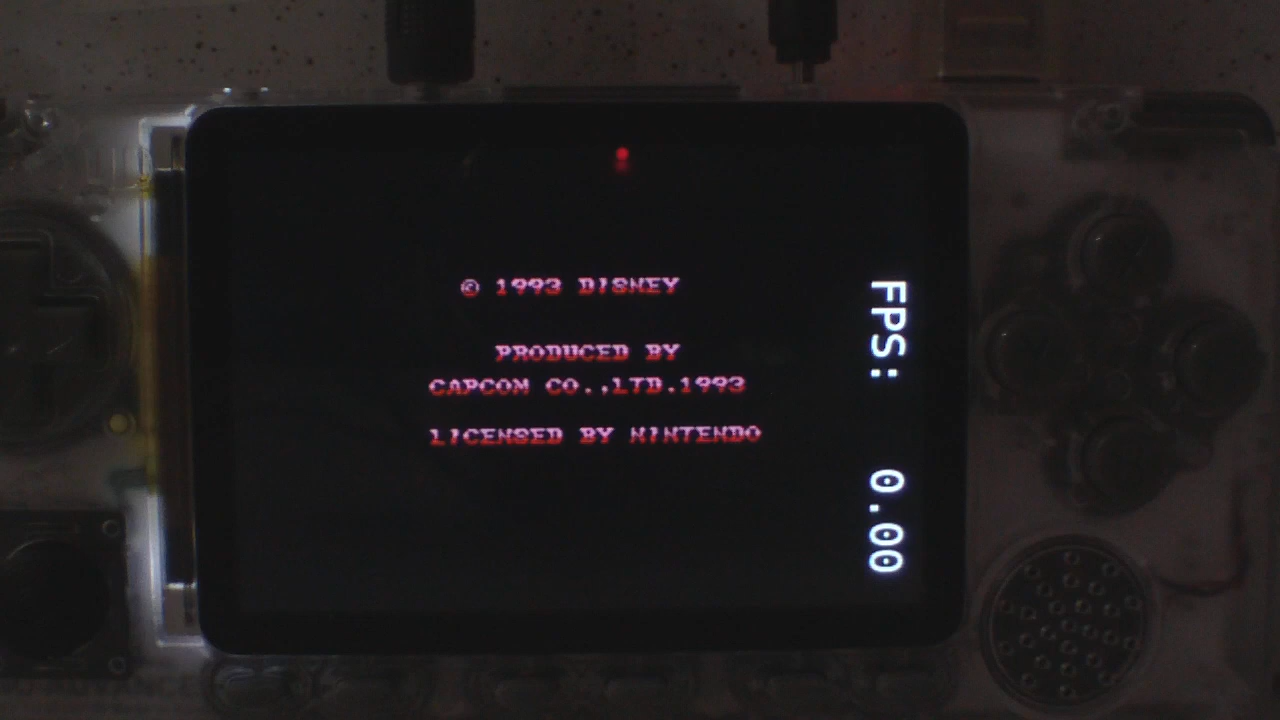 © 1993 DISNEY
PRODUCED BY
CAPCOM CO.,LTD.1993
LICENSED BY NINTENDO
FPS: 0.00